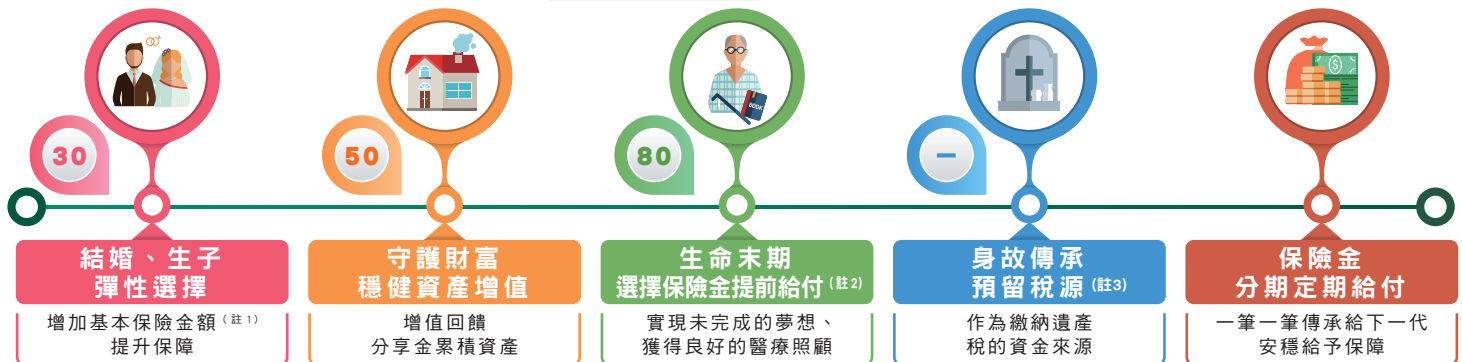 30
結婚、生子
彈性選擇
增加基本保險金額(註1)
提升保障
50
守護財富
穩健資產增值
增值回饋
分享金累積資產
BOOK
80
生命末期
選擇保險金提前給付(註2)
實現未完成的夢想、
獲得良好的醫療照顧
–
身故傳承
預留稅源(註3)
作為繳納遺產
稅的資金來源
$
保險金
分期定期給付
一筆一筆傳承給下一代
安穩給予保障